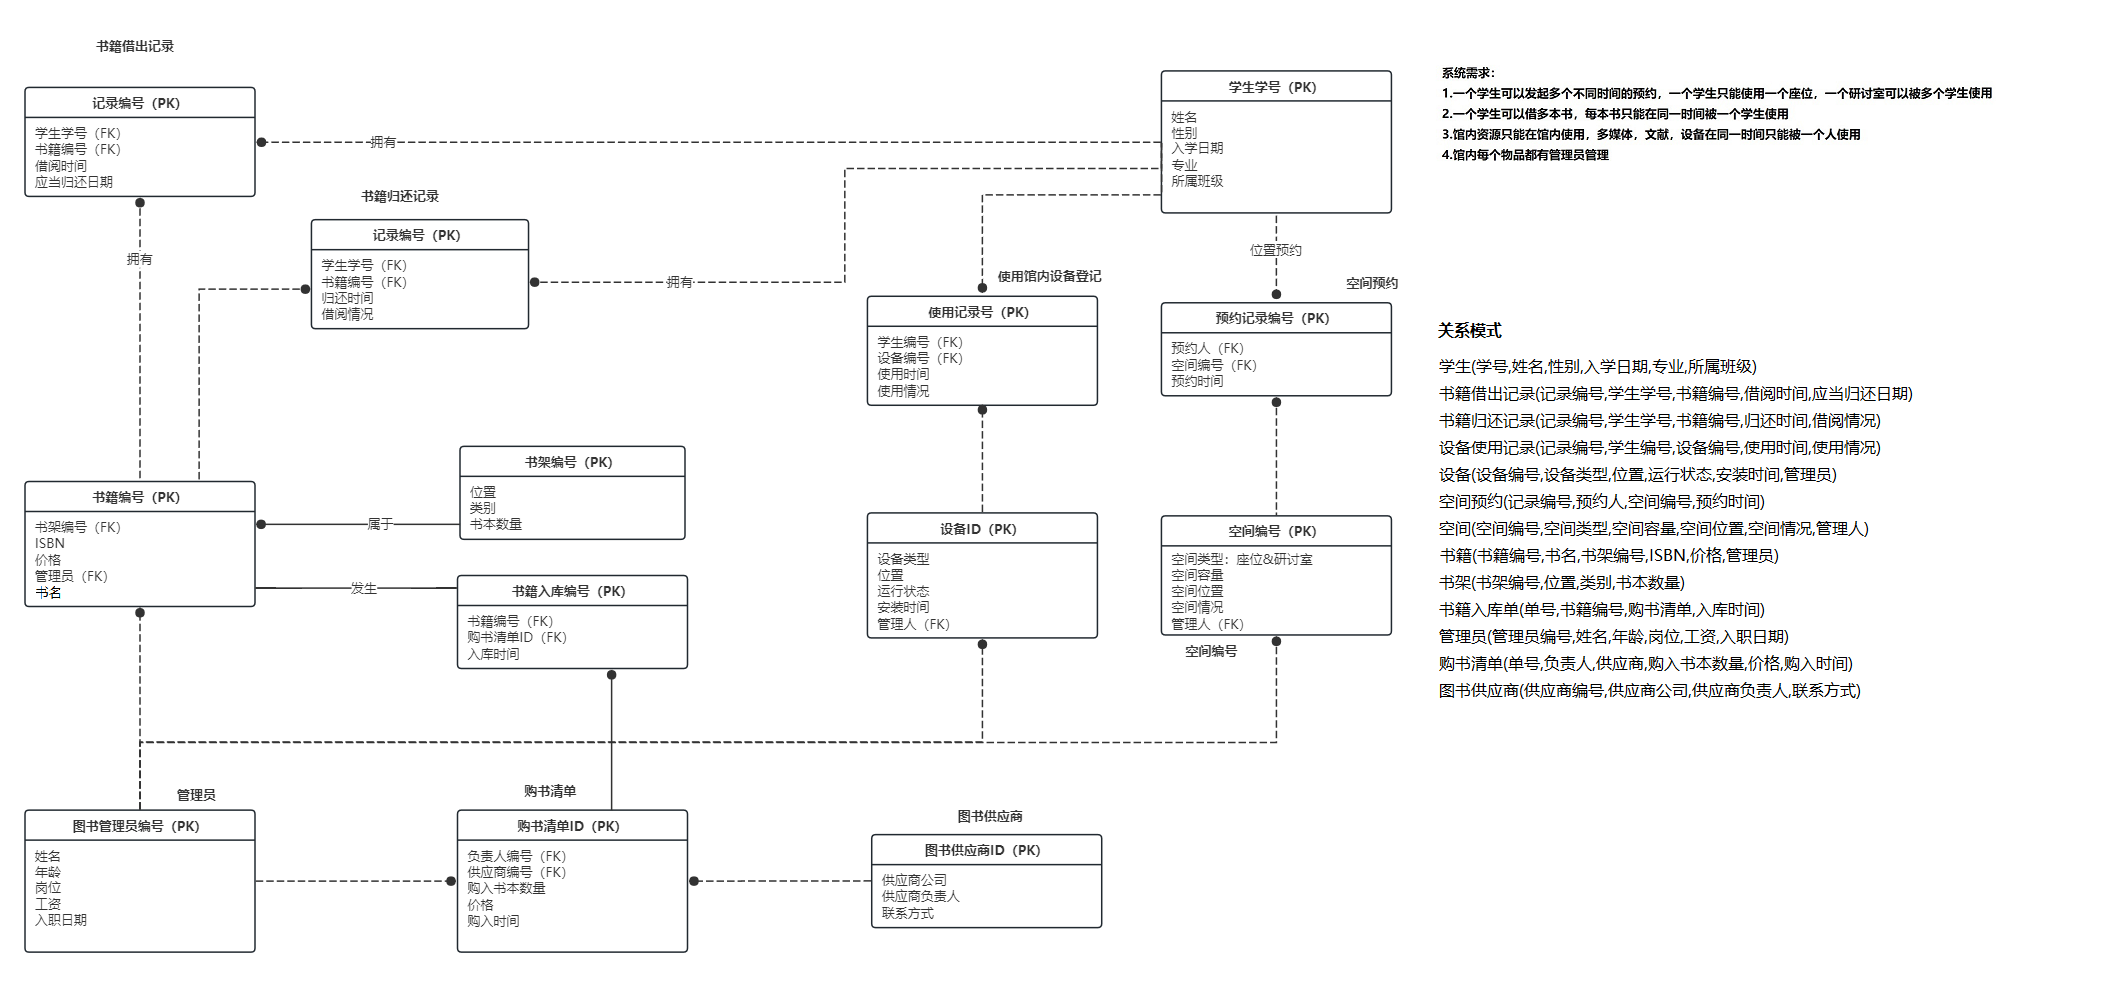 书籍借出记录
记录编号（PK）
学生学号（FK）
书籍编号（FK）
借阅时间
应当归还日期
拥有
拥有
书籍归还记录
记录编号（PK）
学生学号（FK）
书籍编号（FK）
归还时间
借阅情况
拥有
学生学号（PK）
姓名
性别
入学日期
专业
所属班级
位置预约
使用馆内设备登记
使用记录号（PK）
学生编号（FK）
设备编号（FK）
使用时间
使用情况
空间预约
预约记录编号（PK）
预约人（FK）
空间编号（FK）
预约时间
书籍编号（PK）
书架编号（FK）
ISBN
价格
管理员（FK）
书名
属于
发生
书架编号（PK）
位置
类别
书本数量
书籍入库编号（PK）
书籍编号（FK）
购书清单ID（FK）
入库时间
设备ID（PK）
设备类型
位置
运行状态
安装时间
管理人（FK）
空间编号（PK）
空间类型：座位&研讨室
空间容量
空间位置
空间情况
管理人（FK）
空间编号
管理员
图书管理员编号（PK）
姓名
年龄
岗位
工资
入职日期
购书清单
购书清单ID（PK）
负责人编号（FK）
供应商编号（FK）
购入书本数量
价格
购入时间
图书供应商
图书供应商ID（PK）
供应商公司
供应商负责人
联系方式
系统需求：
1.一个学生可以发起多个不同时间的预约，一个学生只能使用一个座位，一个研讨室可以被多个学生使用
2.一个学生可以借多本书，每本书只能在同一时间被一个学生使用
3.馆内资源只能在馆内使用，多媒体，文献，设备在同一时间只能被一个人使用
4.馆内每个物品都有管理员管理
关系模式
学生(学号,姓名,性别,入学日期,专业,所属班级)
书籍借出记录(记录编号,学生学号,书籍编号,借阅时间,应当归还日期)
书籍归还记录(记录编号,学生学号,书籍编号,归还时间,借阅情况)
设备使用记录(记录编号,学生编号,设备编号,使用时间,使用情况)
设备(设备编号,设备类型,位置,运行状态,安装时间,管理员)
空间预约(记录编号,预约人,空间编号,预约时间)
空间(空间编号,空间类型,空间容量,空间位置,空间情况,管理人)
书籍(书籍编号,书名,书架编号,ISBN,价格,管理员)
书架(书架编号,位置,类别,书本数量)
书籍入库单(单号,书籍编号,购书清单,入库时间)
管理员(管理员编号,姓名,年龄,岗位,工资,入职日期)
购书清单(单号,负责人,供应商,购入书本数量,价格,购入时间)
图书供应商(供应商编号,供应商公司,供应商负责人,联系方式)